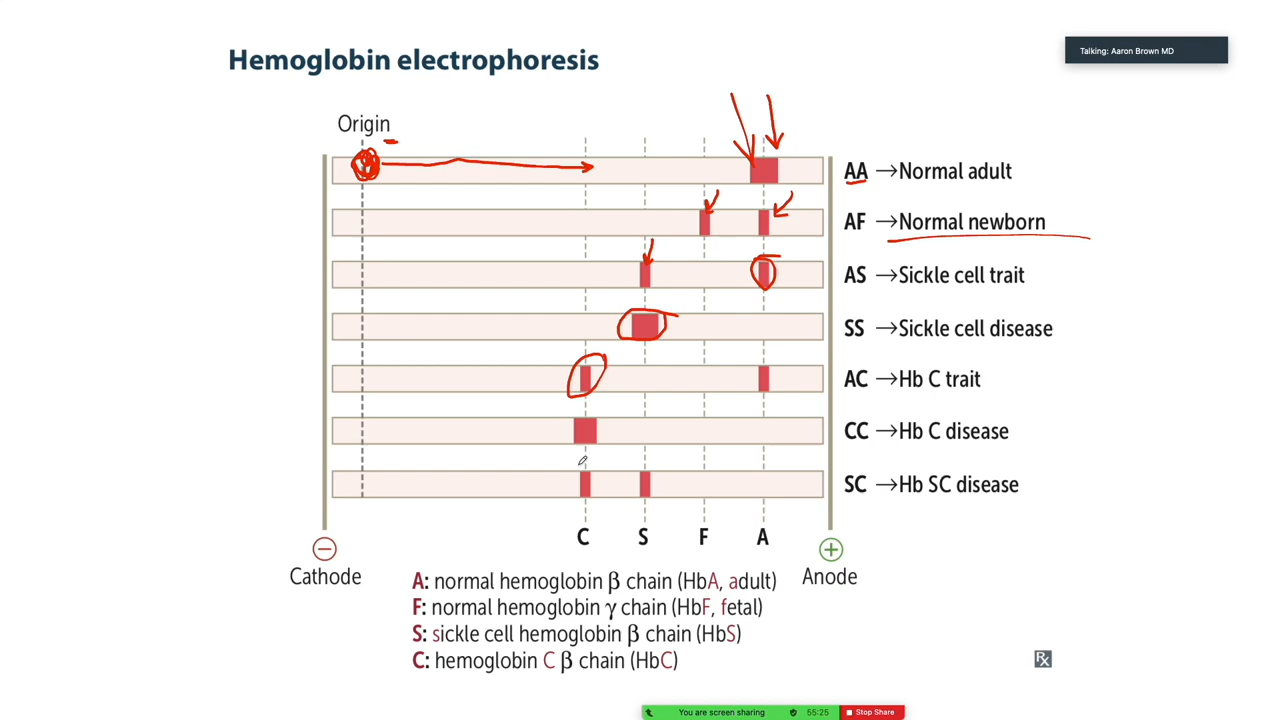 Hemoglobin electrophoresis
Talking: Aaron Brown MD
Origin
AA →Normal adult
AF →Normal newborn
AS →Sickle cell trait
SS →Sickle cell disease
AC →Hb C trait
CC →Hb C disease
SC →Hb SC disease
C S F A
− +
Cathode Anode
A: normal hemoglobin β chain (HbA, adult)
F: normal hemoglobin γ chain (HbF, fetal)
S: sickle cell hemoglobin β chain (HbS)
C: hemoglobin C β chain (HbC)
Rx
You are screen sharing 55:25 Stop Share